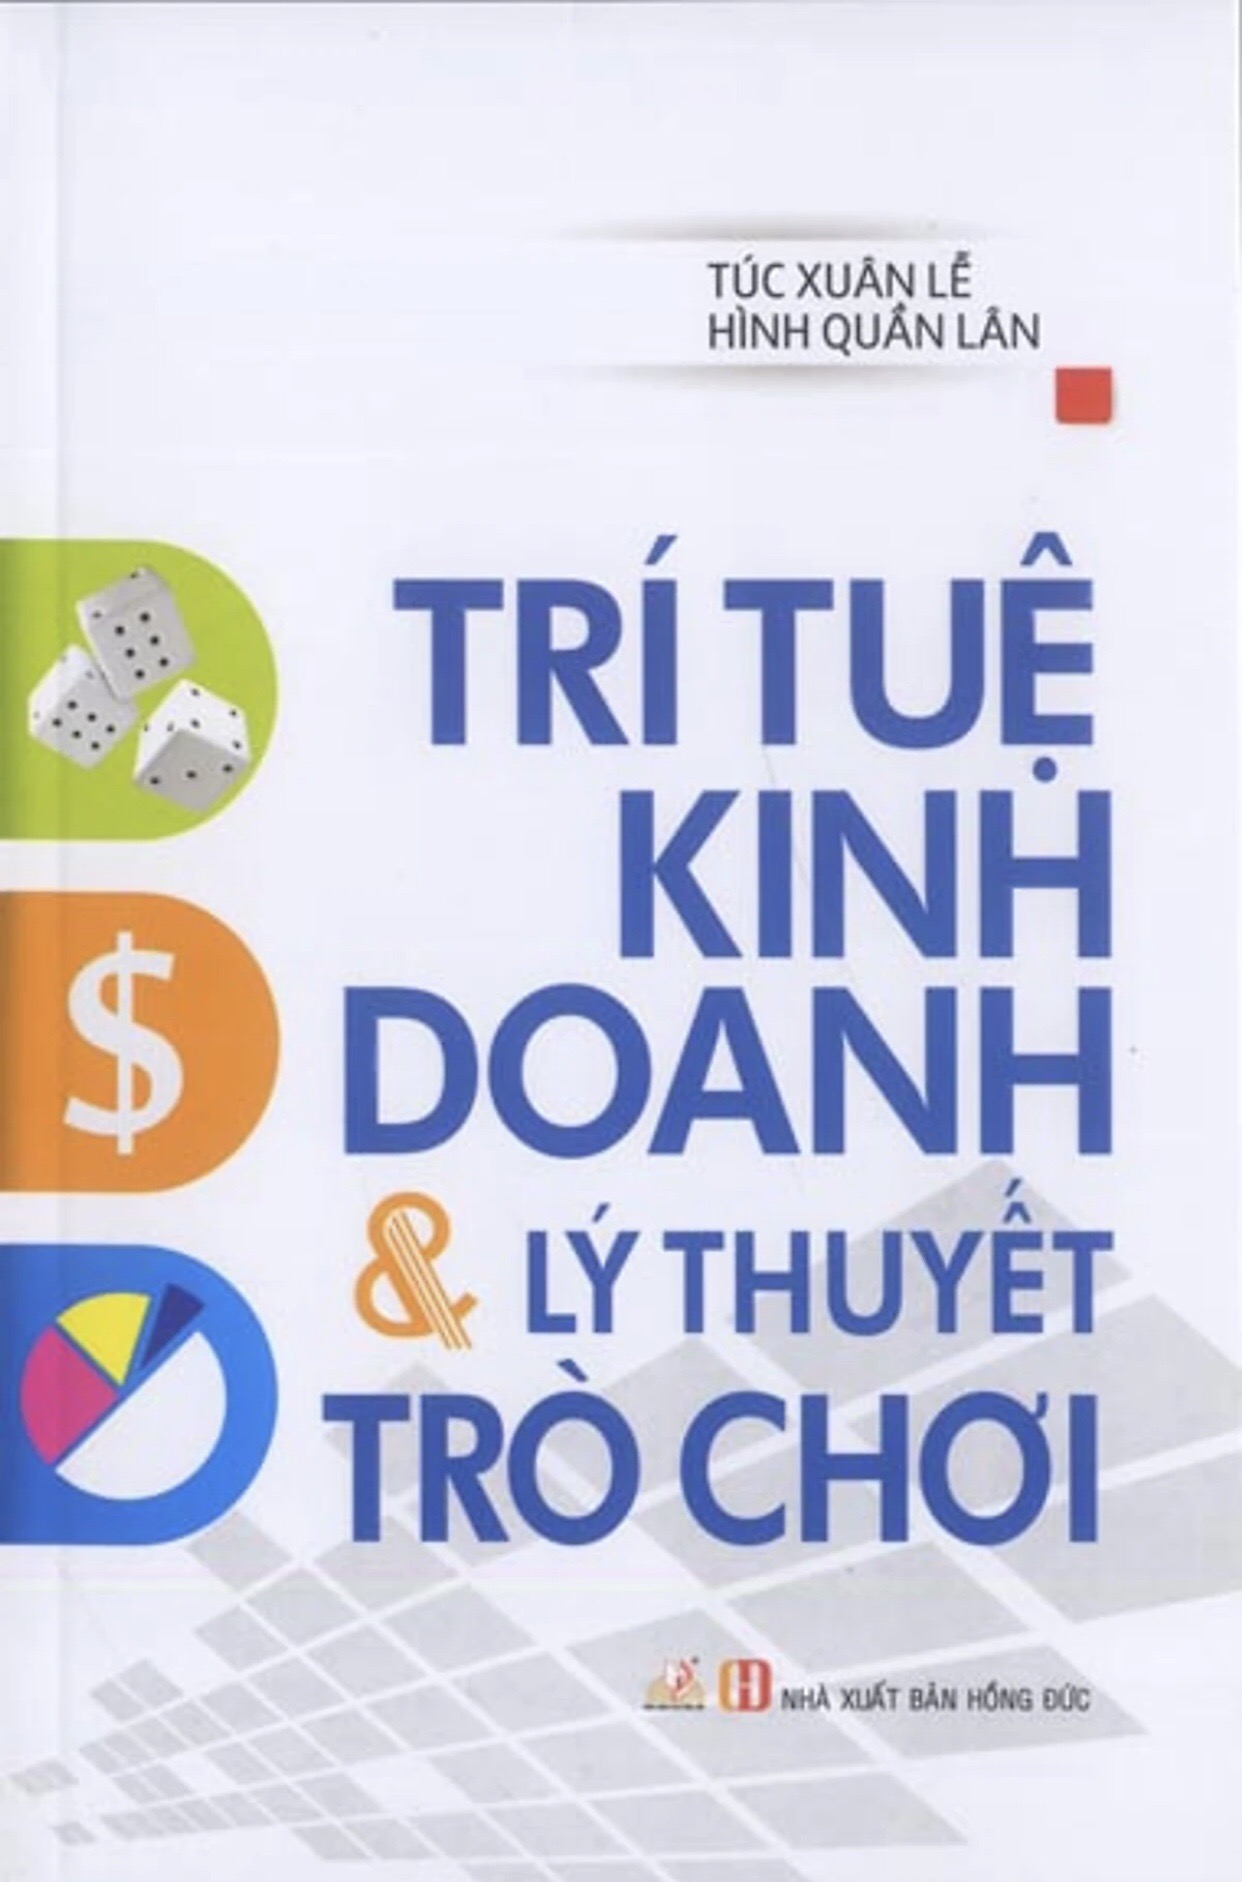 TÚC XUÂN LỄ
HÌNH QUẦN LÂN
TRÍ TUỆ
KINH
DOANH
& LÝ THUYẾT
TRÒ CHƠI
NHÀ XUẤT BẢN HỒNG ĐỨC